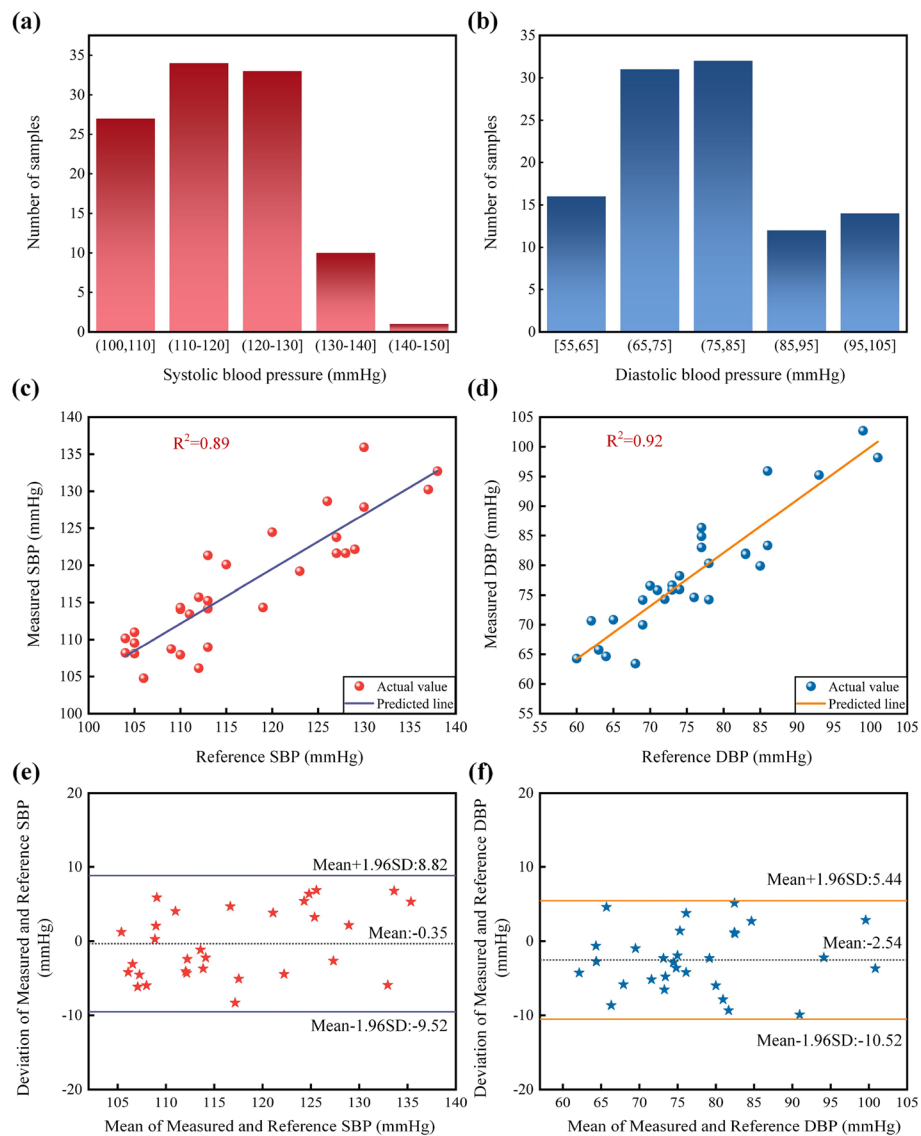 (a)
35
30
25
20
15
10
5
0
Number of samples
(100,110] (110-120] (120-130] (130-140] (140-150]
Systolic blood pressure (mmHg)
(b)
35
30
25
20
15
10
5
0
Number of samples
[55,65] (65,75] (75,85] (85,95] (95,105]
Diastolic blood pressure (mmHg)
(c)
140
135
130
125
120
115
110
105
100
Measured SBP (mmHg)
R²=0.89
Actual value
Predicted line
100 105 110 115 120 125 130 135 140
Reference SBP (mmHg)
(d)
105
100
95
90
85
80
75
70
65
60
55
Measured DBP (mmHg)
R²=0.92
Actual value
Predicted line
55 60 65 70 75 80 85 90 95 100 105
Reference DBP (mmHg)
(e)
20
10
0
-10
-20
Deviation of Measured and Reference SBP
(mmHg)
Mean+1.96SD:8.82
Mean:-0.35
Mean-1.96SD:-9.52
105 110 115 120 125 130 135 140
Mean of Measured and Reference SBP (mmHg)
(f)
20
10
0
-10
-20
Deviation of Measured and Reference DBP
(mmHg)
Mean+1.96SD:5.44
Mean:-2.54
Mean-1.96SD:-10.52
60 65 70 75 80 85 90 95 100 105
Mean of Measured and Reference DBP (mmHg)